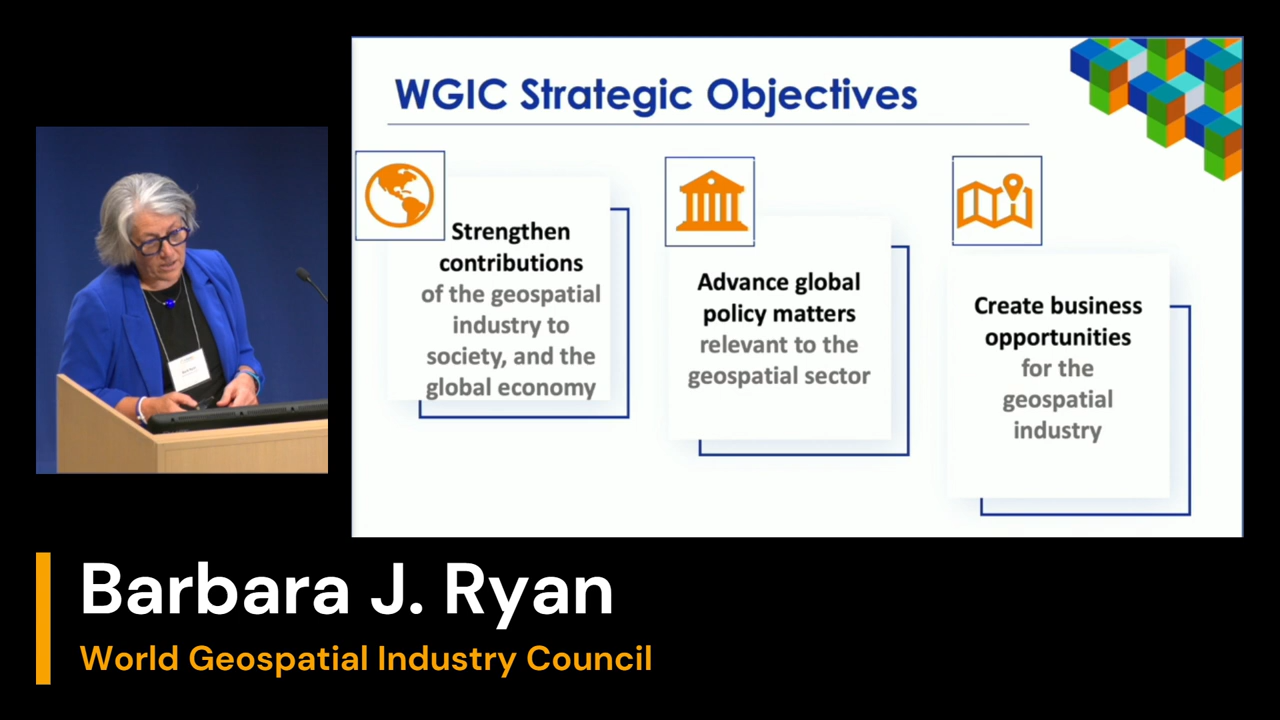 WGIC Strategic Objectives
Strengthen
contributions
of the geospatial
industry to
society, and the
global economy
Advance global
policy matters
relevant to the
geospatial sector
Create business
opportunities
for the
geospatial
industry
Barbara J. Ryan
World Geospatial Industry Council